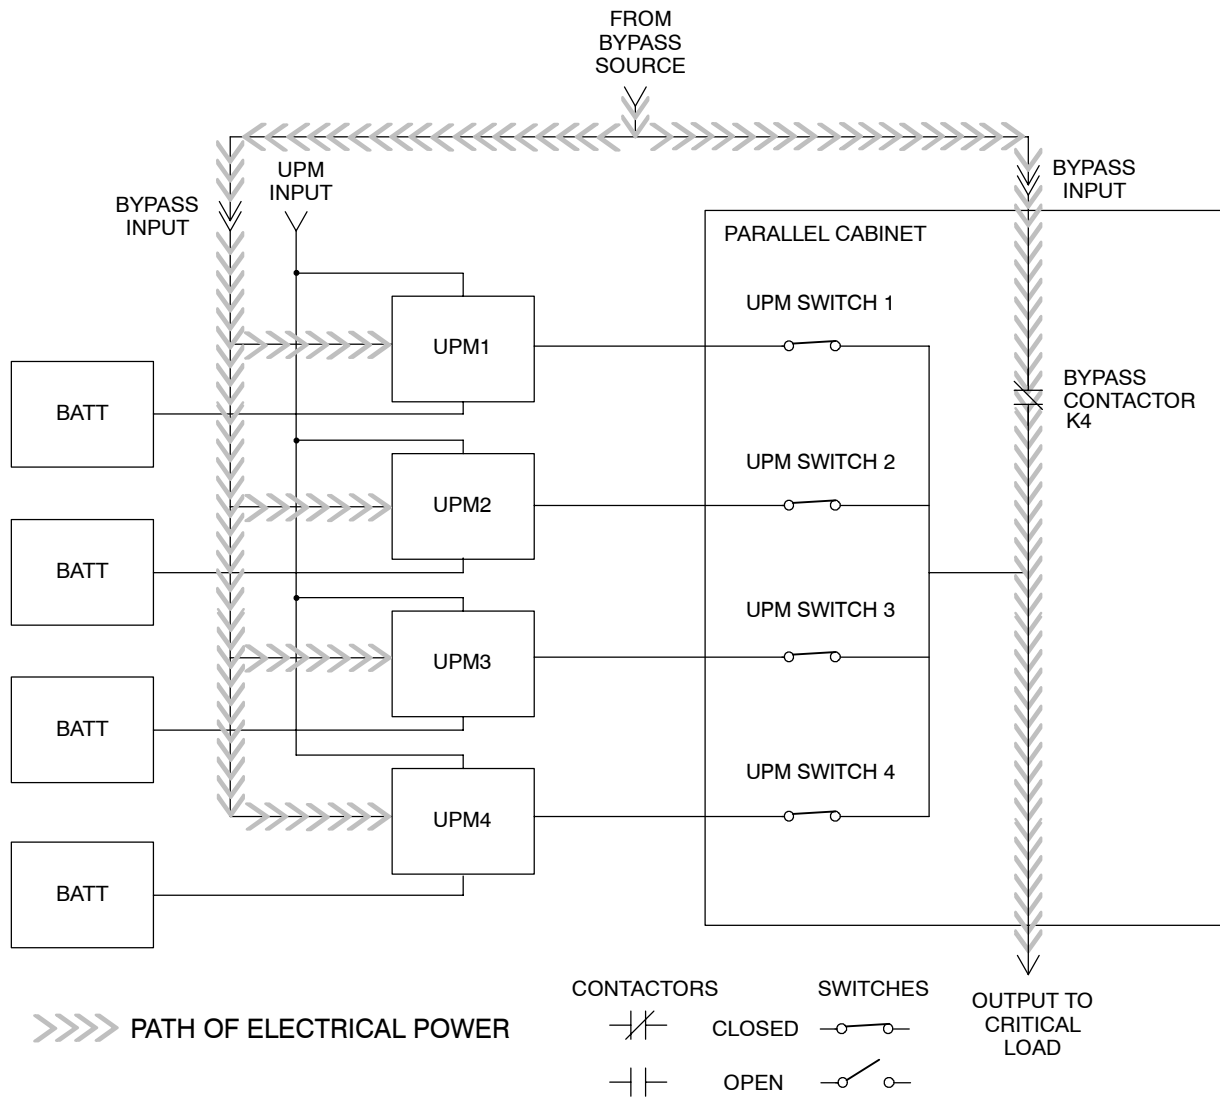 FROM
BYPASS
SOURCE
UPM
INPUT
BYPASS
INPUT
BYPASS
INPUT
PARALLEL CABINET
UPM SWITCH 1
UPM1
BATT
BYPASS
CONTACTOR
K4
UPM SWITCH 2
UPM2
BATT
UPM SWITCH 3
UPM3
BATT
UPM SWITCH 4
UPM4
BATT
CONTACTORS
SWITCHES
OUTPUT TO
CRITICAL
LOAD
PATH OF ELECTRICAL POWER
CLOSED
OPEN